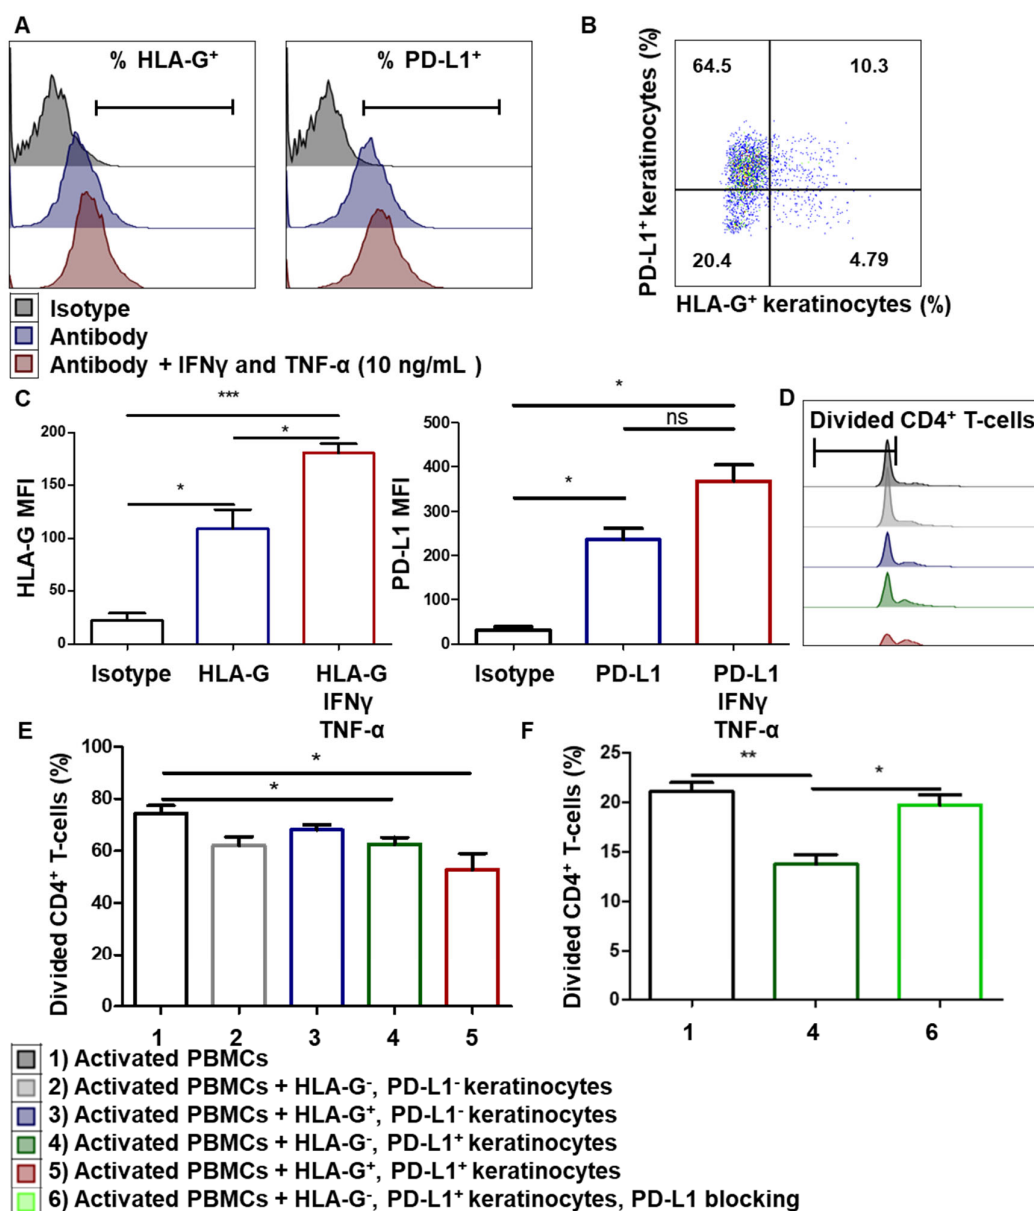 A
% HLA-G⁺
% PD-L1⁺
Isotype
Antibody
Antibody + IFNγ and TNF-α (10 ng/mL )
B
PD-L1⁺ keratinocytes (%)
64.5
10.3
20.4
4.79
HLA-G⁺ keratinocytes (%)
C
HLA-G MFI
200
150
100
50
0
***
*
*
Isotype
HLA-G
HLA-G
IFNγ
TNF-α
PD-L1 MFI
500
400
300
200
100
0
*
ns
*
Isotype
PD-L1
PD-L1
IFNγ
TNF-α
D
Divided CD4⁺ T-cells
E
Divided CD4⁺ T-cells (%)
100
80
60
40
20
0
*
*
1
2
3
4
5
F
Divided CD4⁺ T-cells (%)
25
20
15
10
5
0
**
*
1
4
6
1) Activated PBMCs
2) Activated PBMCs + HLA-G⁻, PD-L1⁻ keratinocytes
3) Activated PBMCs + HLA-G⁺, PD-L1⁻ keratinocytes
4) Activated PBMCs + HLA-G⁻, PD-L1⁺ keratinocytes
5) Activated PBMCs + HLA-G⁺, PD-L1⁺ keratinocytes
6) Activated PBMCs + HLA-G⁻, PD-L1⁺ keratinocytes, PD-L1 blocking